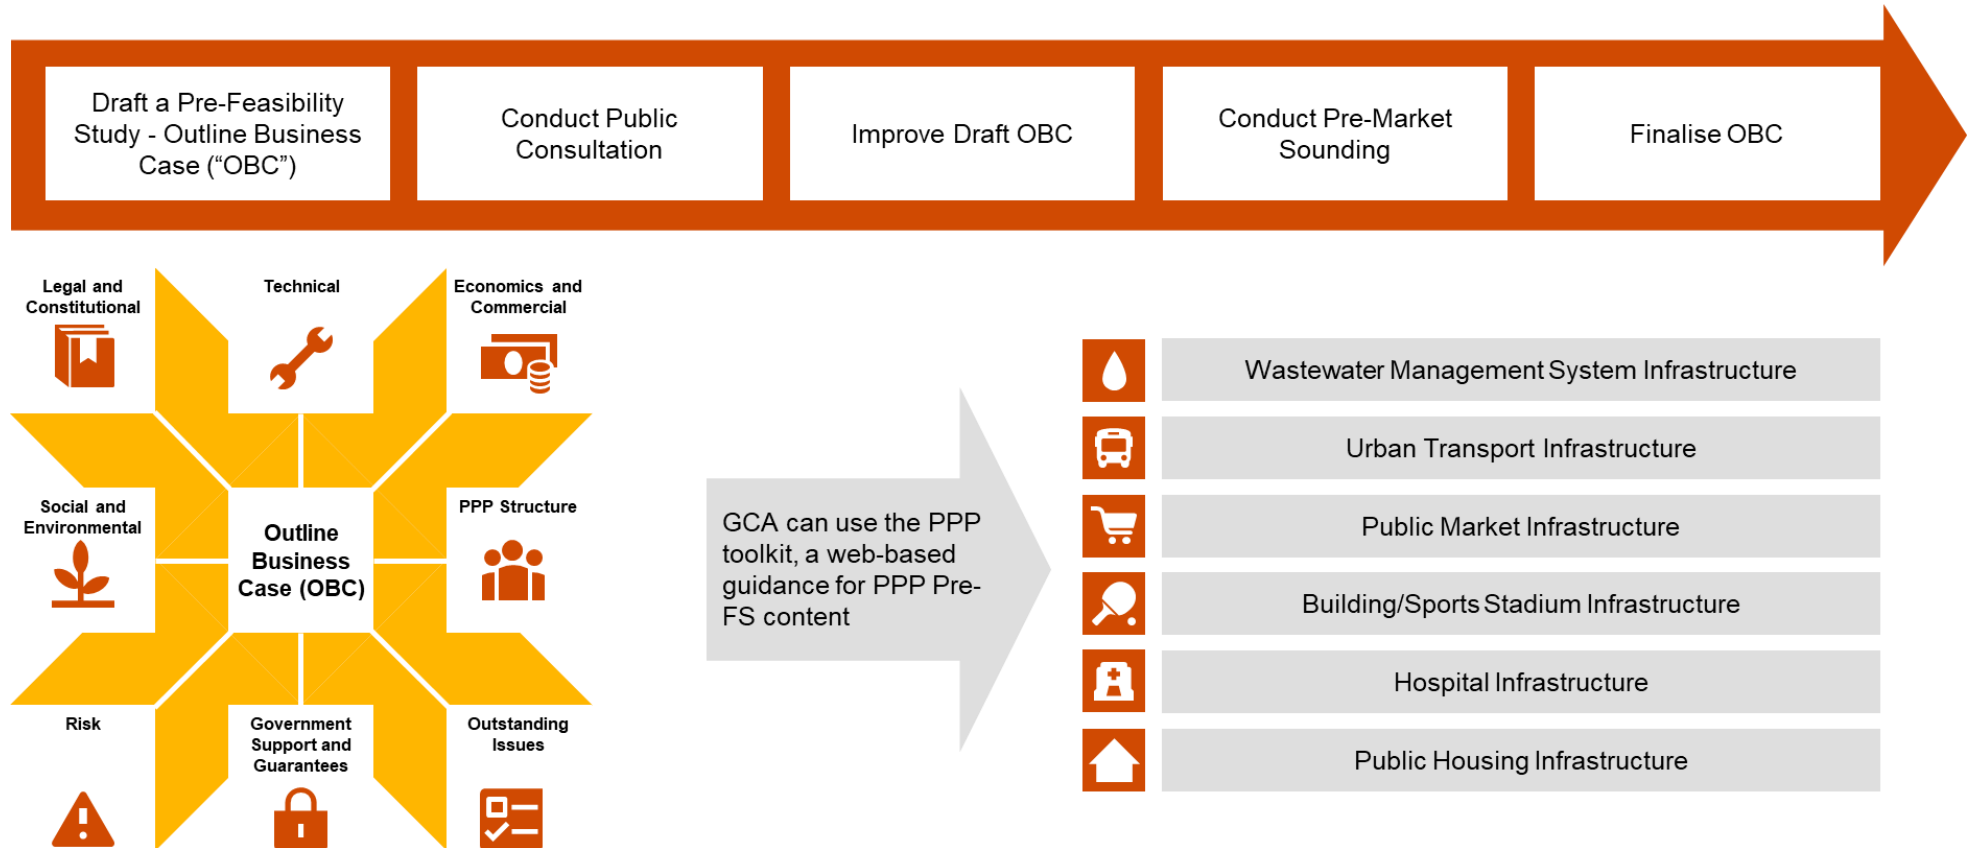 Draft a Pre-Feasibility
Study - Outline Business
Case (“OBC”)
Conduct Public
Consultation
Improve Draft OBC
Conduct Pre-Market
Sounding
Finalise OBC
Legal and
Constitutional
Technical
Economics and
Commercial
Social and
Environmental
Outline
Business
Case (OBC)
PPP Structure
Risk
Government
Support and
Guarantees
Outstanding
Issues
GCA can use the PPP
toolkit, a web-based
guidance for PPP Pre-
FS content
Wastewater Management System Infrastructure
Urban Transport Infrastructure
Public Market Infrastructure
Building/Sports Stadium Infrastructure
Hospital Infrastructure
Public Housing Infrastructure